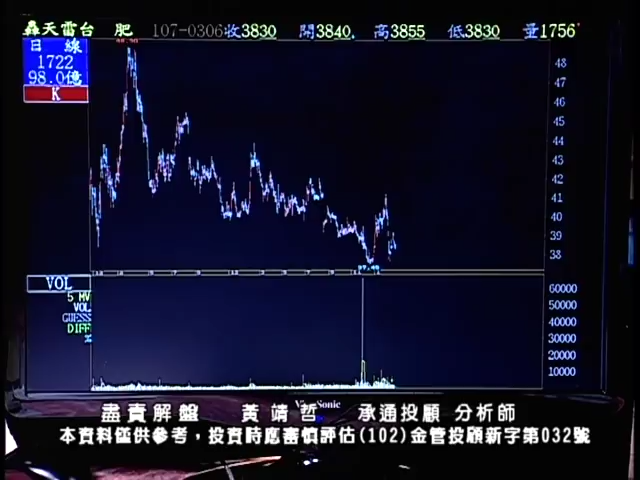 轟天雷台 肥 107-0306收3830 開3840 高3855 低3830 量1756
日 線
1722
98.0億
K
48
47
46
45
44
43
42
41
40
39
38
VOL
5 MV
VOL
GUESS
DIFF
60000
50000
40000
30000
20000
10000
ViewSonic
盡責解盤 黃靖哲 承通投顧 分析師
本資料僅供參考，投資時應審慎評估(102)金管投顧新字第032號